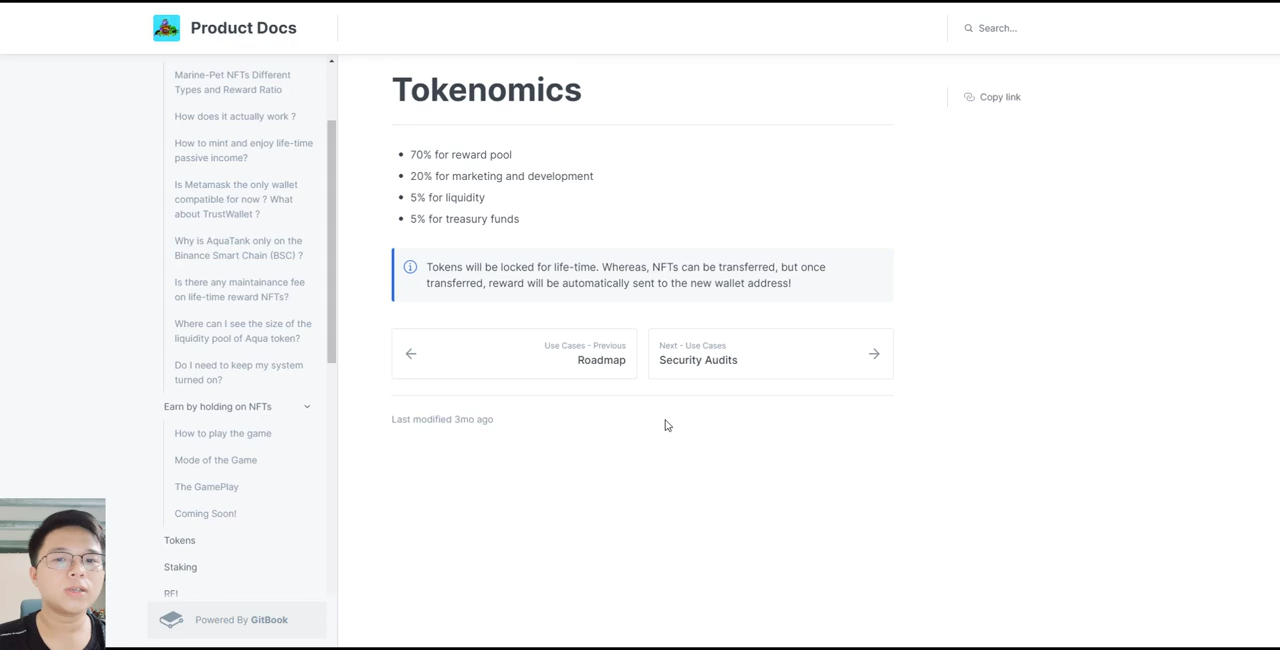 Product Docs
Search...
Marine-Pet NFTs Different
Types and Reward Ratio
How does it actually work ?
How to mint and enjoy life-time
passive income?
Is Metamask the only wallet
compatible for now ? What
about TrustWallet ?
Why is AquaTank only on the
Binance Smart Chain (BSC) ?
Is there any maintainance fee
on life-time reward NFTs?
Where can I see the size of the
liquidity pool of Aqua token?
Do I need to keep my system
turned on?
Earn by holding on NFTs
How to play the game
Mode of the Game
The GamePlay
Coming Soon!
Tokens
Staking
Powered By GitBook
Tokenomics
Copy link
70% for reward pool
20% for marketing and development
5% for liquidity
5% for treasury funds
Tokens will be locked for life-time. Whereas, NFTs can be transferred, but once
transferred, reward will be automatically sent to the new wallet address!
Use Cases - Previous
Roadmap
Next - Use Cases
Security Audits
Last modified 3mo ago